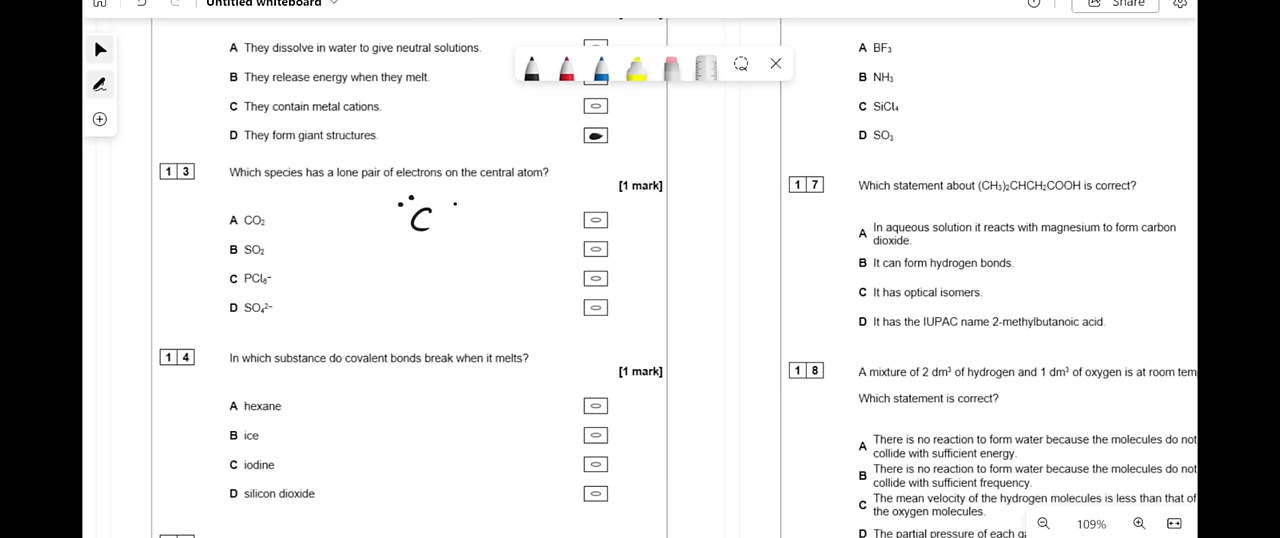 Untitled whiteboard
Share
A They dissolve in water to give neutral solutions.
B They release energy when they melt.
C They contain metal cations.
D They form giant structures.
1 3 Which species has a lone pair of electrons on the central atom?
[1 mark]
C
A CO₂
B SO₂
C PCl₆⁻
D SO₄²⁻
1 4 In which substance do covalent bonds break when it melts?
[1 mark]
A hexane
B ice
C iodine
D silicon dioxide
A BF₃
B NH₃
C SiCl₄
D SO₃
1 7 Which statement about (CH₃)₂CHCH₂COOH is correct?
A In aqueous solution it reacts with magnesium to form carbon
dioxide.
B It can form hydrogen bonds.
C It has optical isomers.
D It has the IUPAC name 2-methylbutanoic acid.
1 8 A mixture of 2 dm³ of hydrogen and 1 dm³ of oxygen is at room tem
Which statement is correct?
A There is no reaction to form water because the molecules do not
collide with sufficient energy.
B There is no reaction to form water because the molecules do not
collide with sufficient frequency.
C The mean velocity of the hydrogen molecules is less than that of
the oxygen molecules.
D The partial pressure of each
109%